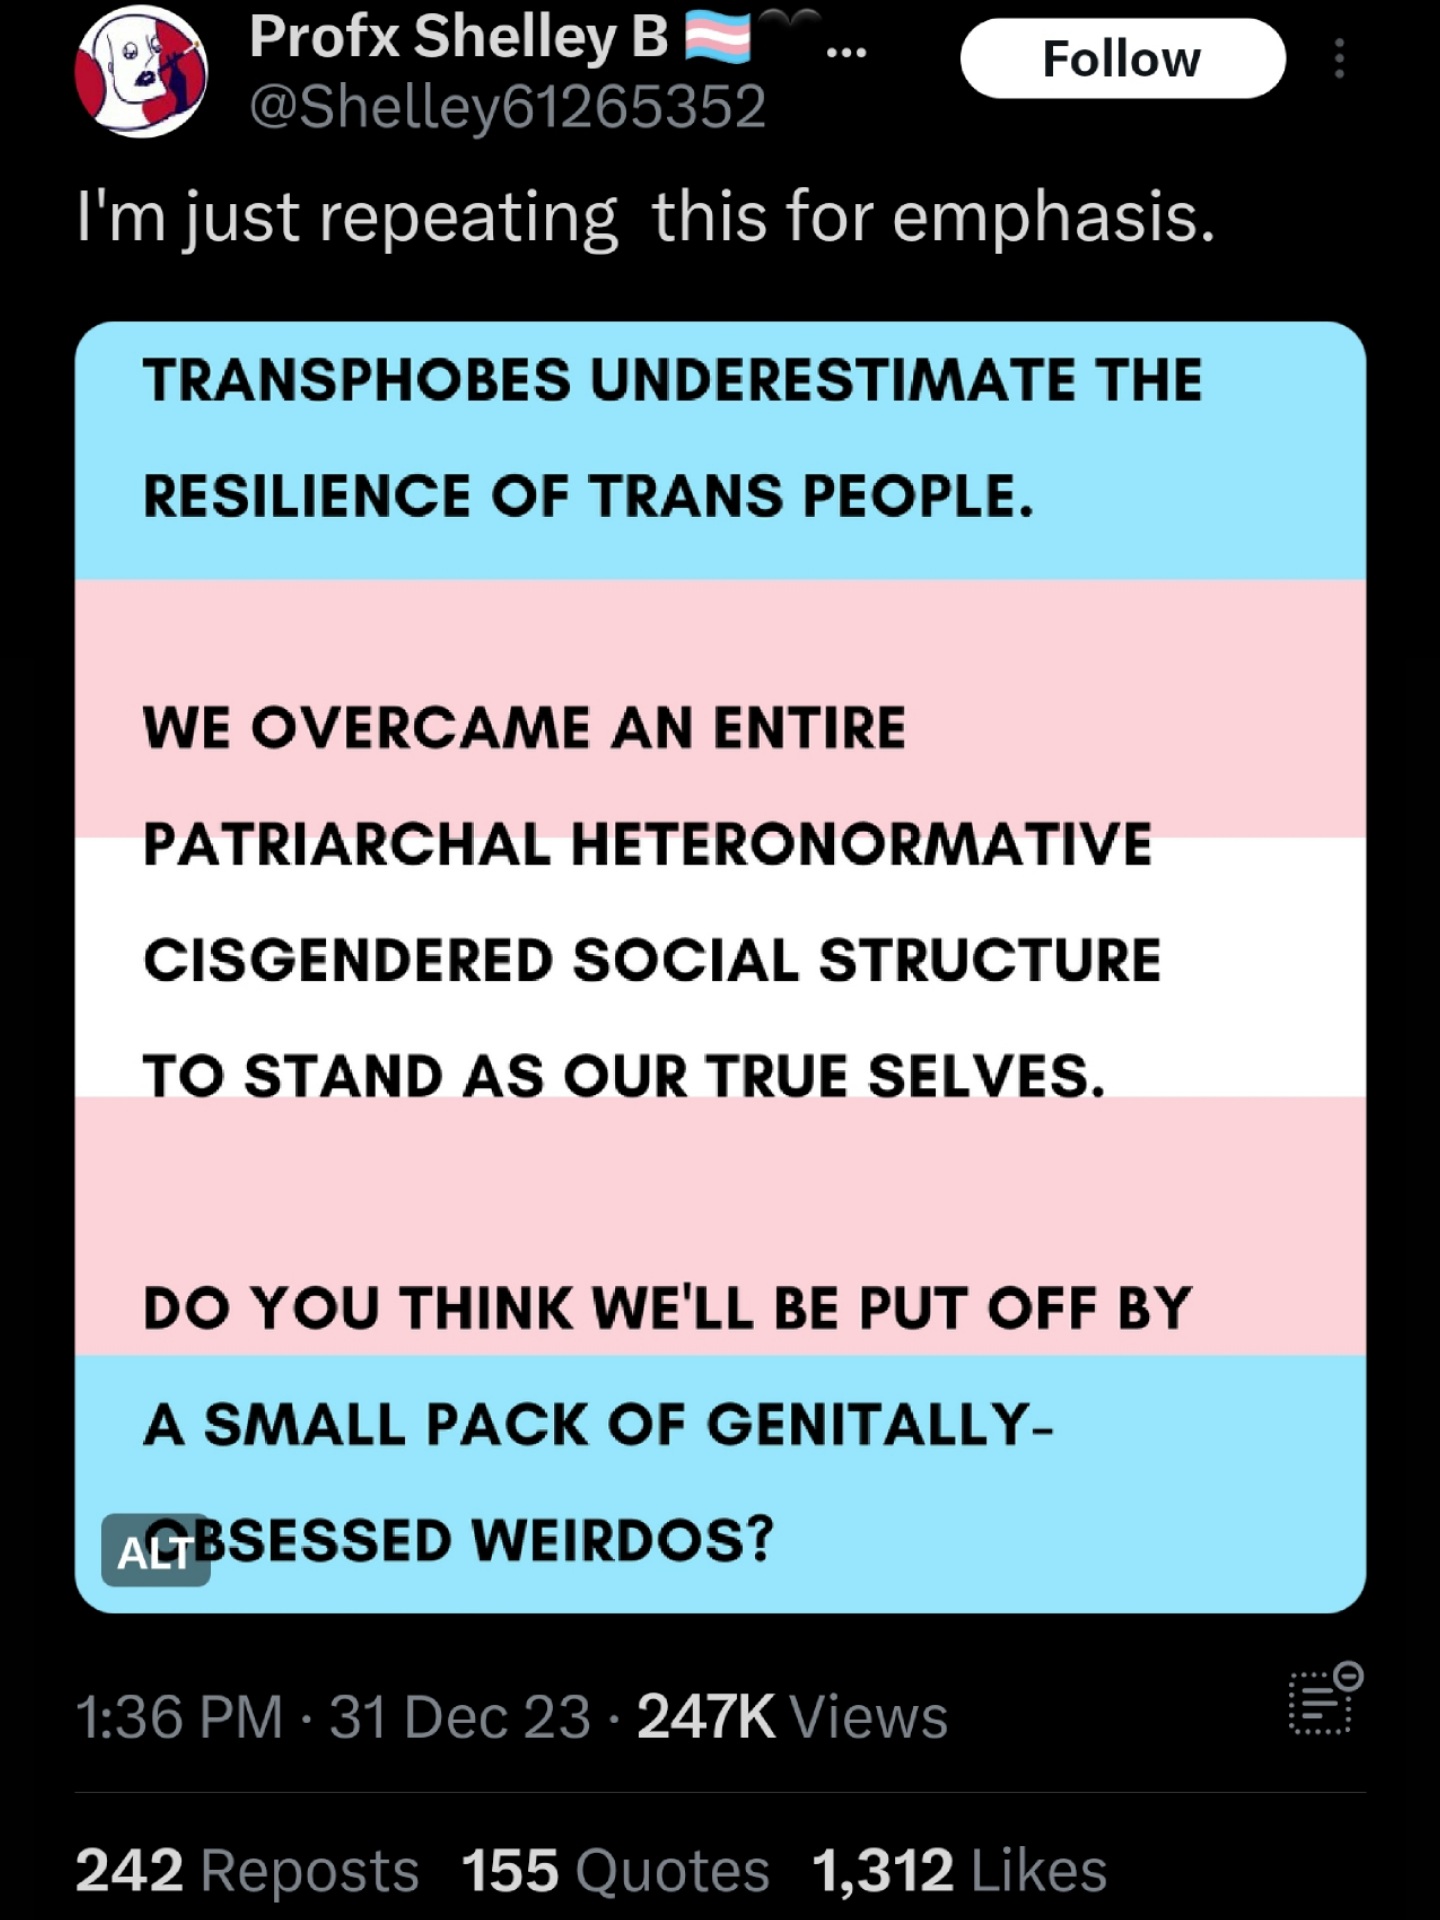 Profx Shelley B 🏳️‍⚧️🖤 ...
Follow
@Shelley61265352
I'm just repeating  this for emphasis.
TRANSPHOBES UNDERESTIMATE THE
RESILIENCE OF TRANS PEOPLE.
WE OVERCAME AN ENTIRE
PATRIARCHAL HETERONORMATIVE
CISGENDERED SOCIAL STRUCTURE
TO STAND AS OUR TRUE SELVES.
DO YOU THINK WE'LL BE PUT OFF BY
A SMALL PACK OF GENITALLY-
OBSESSED WEIRDOS?
ALT
1:36 PM · 31 Dec 23 · 247K Views
242 Reposts 155 Quotes 1,312 Likes